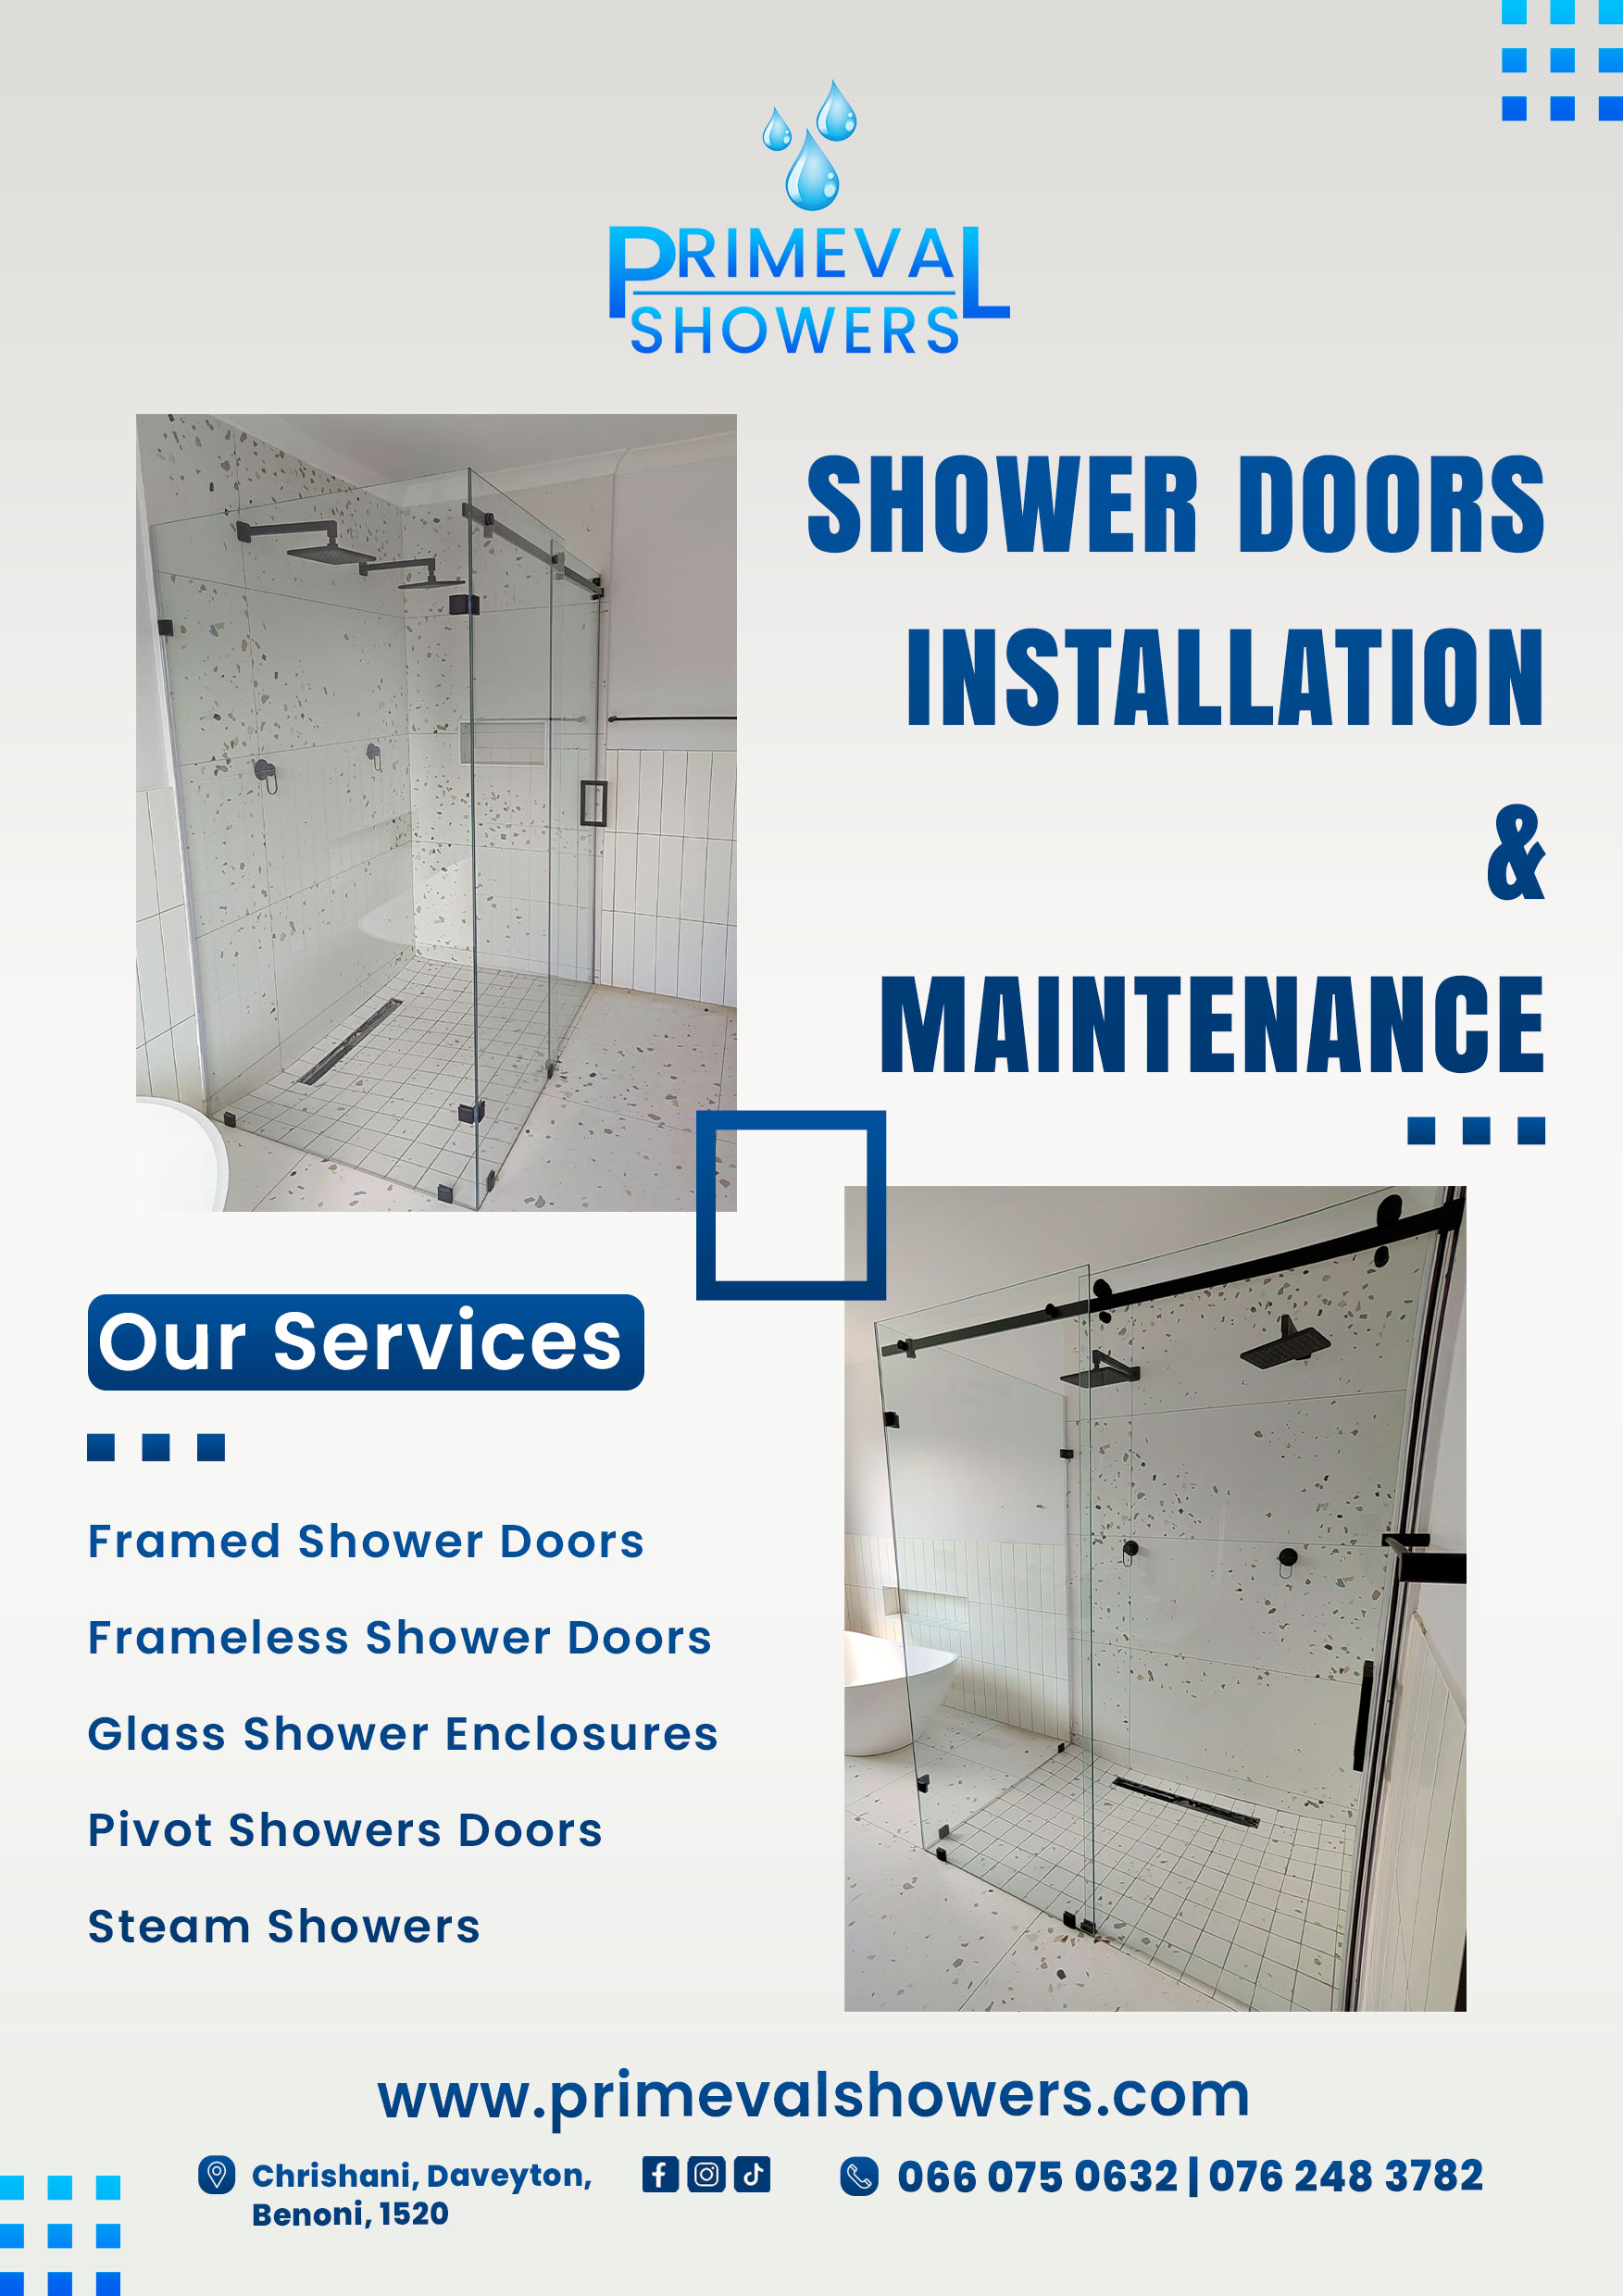 PRIMEVAL
SHOWERS
SHOWER DOORS
INSTALLATION
&
MAINTENANCE
Our Services
Framed Shower Doors
Frameless Shower Doors
Glass Shower Enclosures
Pivot Showers Doors
Steam Showers
www.primevalshowers.com
Chrishani, Daveyton,
Benoni, 1520
066 075 0632 | 076 248 3782